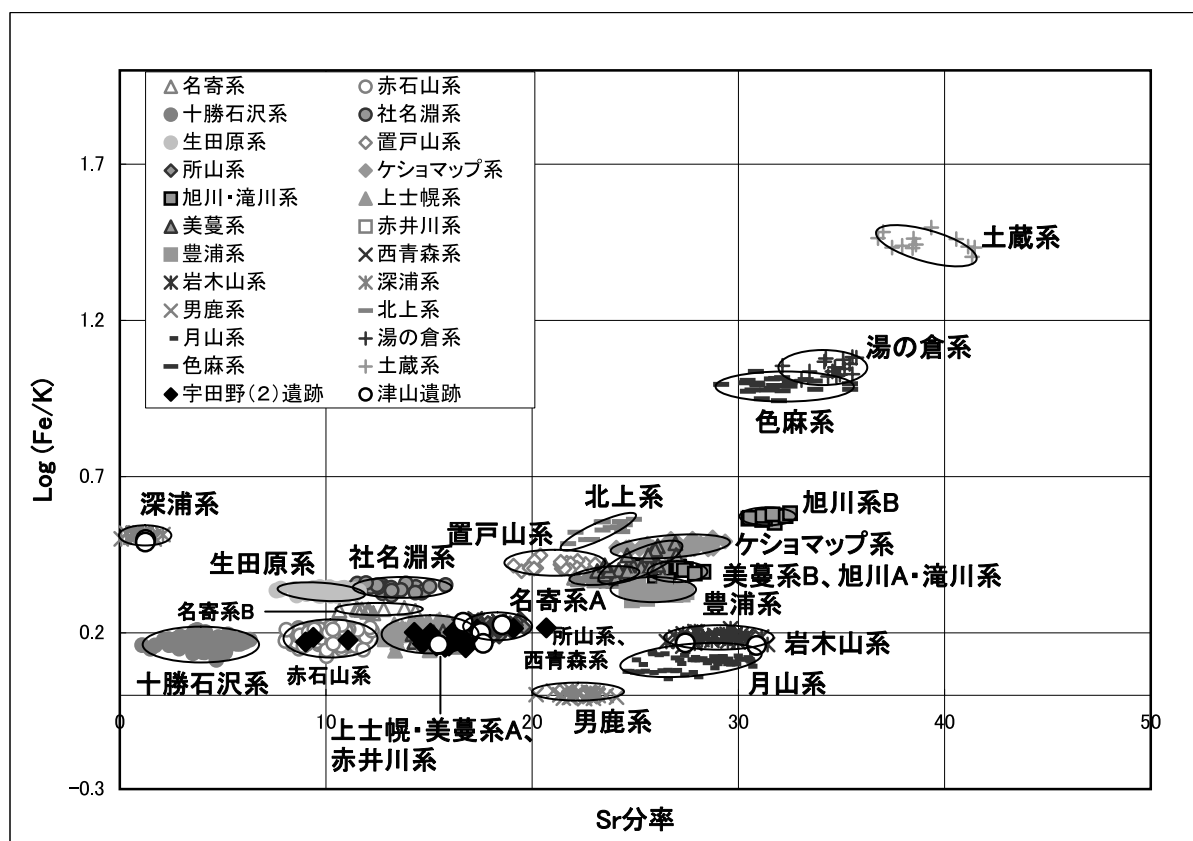 名寄系
赤石山系
十勝石沢系
社名淵系
生田原系
置戸山系
所山系
ケショマップ系
旭川・滝川系
上士幌系
美蔓系
赤井川系
豊浦系
西青森系
岩木山系
深浦系
男鹿系
北上系
月山系
湯の倉系
色麻系
土蔵系
宇田野(2)遺跡
津山遺跡
1.7
1.2
0.7
0.2
-0.3
Log (Fe/K)
土蔵系
湯の倉系
色麻系
深浦系
北上系
旭川系B
置戸山系
ケショマップ系
生田原系
社名淵系
美蔓系B、旭川A・滝川系
名寄系B
名寄系A
豊浦系
所山系、
西青森系
岩木山系
十勝石沢系
赤石山系
月山系
男鹿系
上士幌・美蔓系A、
赤井川系
0
10
20
30
40
50
Sr分率